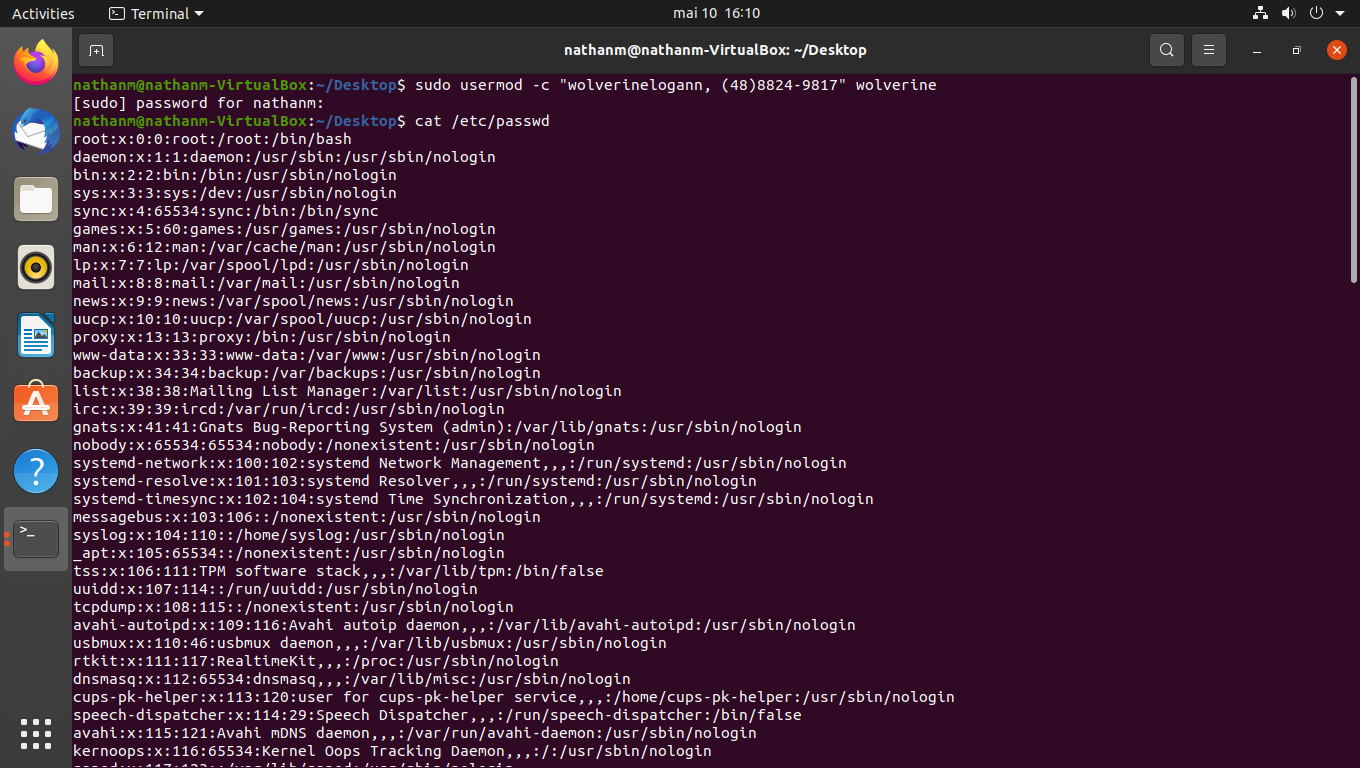 Activities Terminal mai 10 16:10
nathanm@nathanm-VirtualBox: ~/Desktop
nathanm@nathanm-VirtualBox:~/Desktop$ sudo usermod -c "wolverinelogann, (48)8824-9817" wolverine
[sudo] password for nathanm:
nathanm@nathanm-VirtualBox:~/Desktop$ cat /etc/passwd
root:x:0:0:root:/root:/bin/bash
daemon:x:1:1:daemon:/usr/sbin:/usr/sbin/nologin
bin:x:2:2:bin:/bin:/usr/sbin/nologin
sys:x:3:3:sys:/dev:/usr/sbin/nologin
sync:x:4:65534:sync:/bin:/bin/sync
games:x:5:60:games:/usr/games:/usr/sbin/nologin
man:x:6:12:man:/var/cache/man:/usr/sbin/nologin
lp:x:7:7:lp:/var/spool/lpd:/usr/sbin/nologin
mail:x:8:8:mail:/var/mail:/usr/sbin/nologin
news:x:9:9:news:/var/spool/news:/usr/sbin/nologin
uucp:x:10:10:uucp:/var/spool/uucp:/usr/sbin/nologin
proxy:x:13:13:proxy:/bin:/usr/sbin/nologin
www-data:x:33:33:www-data:/var/www:/usr/sbin/nologin
backup:x:34:34:backup:/var/backups:/usr/sbin/nologin
list:x:38:38:Mailing List Manager:/var/list:/usr/sbin/nologin
irc:x:39:39:ircd:/var/run/ircd:/usr/sbin/nologin
gnats:x:41:41:Gnats Bug-Reporting System (admin):/var/lib/gnats:/usr/sbin/nologin
nobody:x:65534:65534:nobody:/nonexistent:/usr/sbin/nologin
systemd-network:x:100:102:systemd Network Management,,,:/run/systemd:/usr/sbin/nologin
systemd-resolve:x:101:103:systemd Resolver,,,:/run/systemd:/usr/sbin/nologin
systemd-timesync:x:102:104:systemd Time Synchronization,,,:/run/systemd:/usr/sbin/nologin
messagebus:x:103:106::/nonexistent:/usr/sbin/nologin
syslog:x:104:110::/home/syslog:/usr/sbin/nologin
_apt:x:105:65534::/nonexistent:/usr/sbin/nologin
tss:x:106:111:TPM software stack,,,:/var/lib/tpm:/bin/false
uuidd:x:107:114::/run/uuidd:/usr/sbin/nologin
tcpdump:x:108:115::/nonexistent:/usr/sbin/nologin
avahi-autoipd:x:109:116:Avahi autoip daemon,,,:/var/lib/avahi-autoipd:/usr/sbin/nologin
usbmux:x:110:46:usbmux daemon,,,:/var/lib/usbmux:/usr/sbin/nologin
rtkit:x:111:117:RealtimeKit,,,:/proc:/usr/sbin/nologin
dnsmasq:x:112:65534:dnsmasq,,,:/var/lib/misc:/usr/sbin/nologin
cups-pk-helper:x:113:120:user for cups-pk-helper service,,,:/home/cups-pk-helper:/usr/sbin/nologin
speech-dispatcher:x:114:29:Speech Dispatcher,,,:/run/speech-dispatcher:/bin/false
avahi:x:115:121:Avahi mDNS daemon,,,:/var/run/avahi-daemon:/usr/sbin/nologin
kernoops:x:116:65534:Kernel Oops Tracking Daemon,,,:/:/usr/sbin/nologin